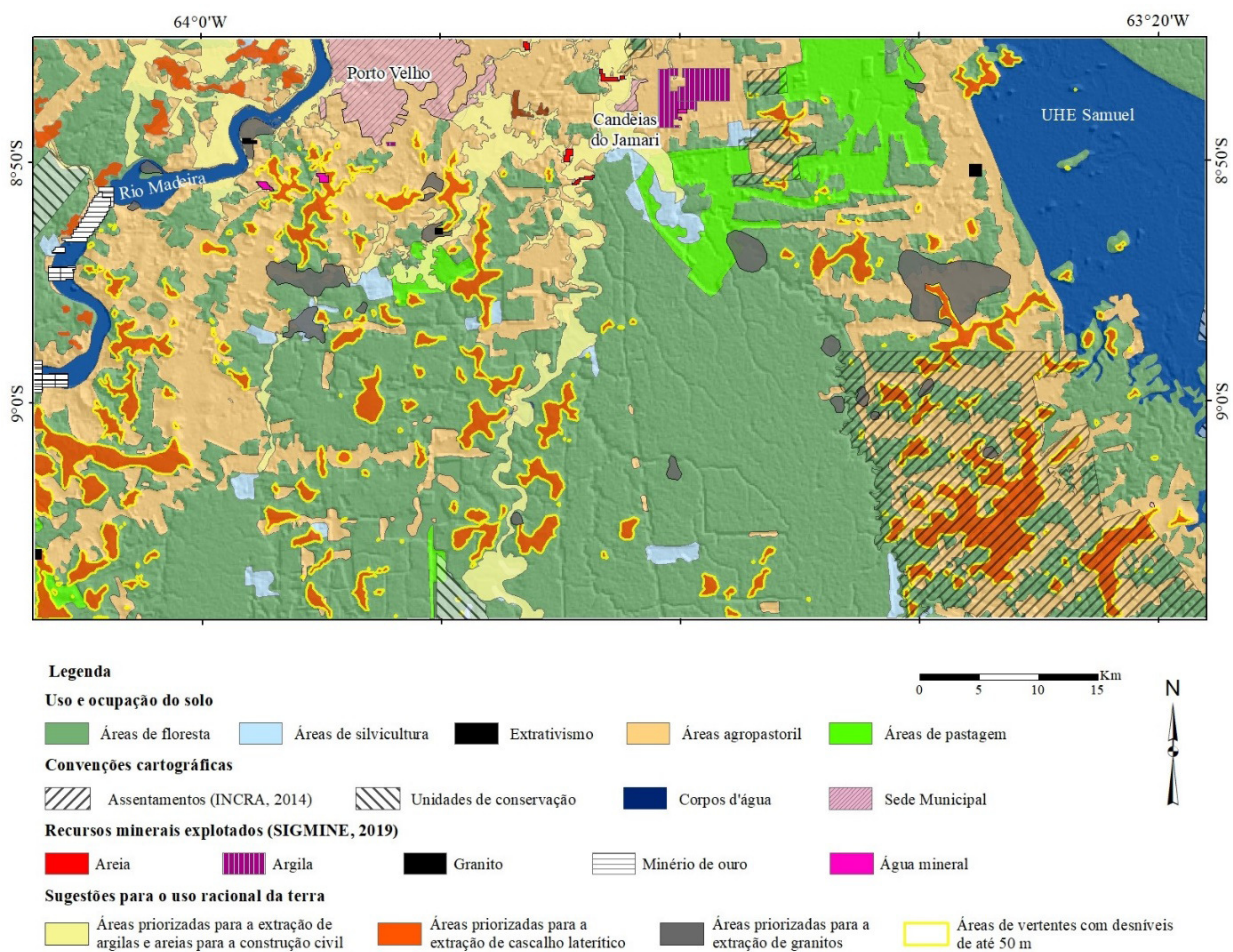 64°0'W
63°20'W
Porto Velho
UHE Samuel
Candeias
do Jamari
8°50'S
8°50'S
Rio Madeira
9°0'S
9°0'S
Legenda
Km
0 5 10 15
N
Uso e ocupação do solo
Áreas de floresta
Áreas de silvicultura
Extrativismo
Áreas agropastoril
Áreas de pastagem
Convenções cartográficas
Assentamentos (INCRA, 2014)
Unidades de conservação
Corpos d'água
Sede Municipal
Recursos minerais explotados (SIGMINE, 2019)
Areia
Argila
Granito
Minério de ouro
Água mineral
Sugestões para o uso racional da terra
Áreas priorizadas para a extração de
argilas e areias para a construção civil
Áreas priorizadas para a
extração de cascalho laterítico
Áreas priorizadas para a
extração de granitos
Áreas de vertentes com desníveis
de até 50 m